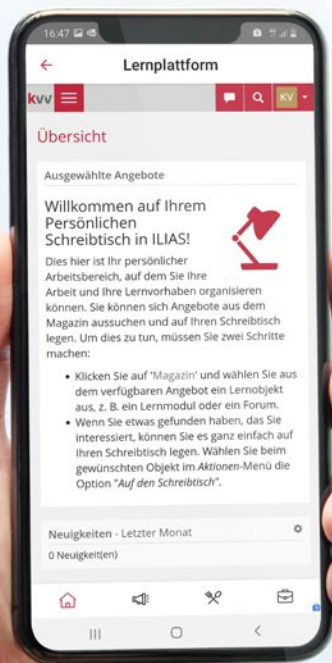 16:47
Lernplattform
kvv
KV
Übersicht
Ausgewählte Angebote
Willkommen auf Ihrem
Persönlichen
Schreibtisch in ILIAS!
Dies hier ist Ihr persönlicher
Arbeitsbereich, auf dem Sie Ihre
Arbeit und Ihre Lernvorhaben organisieren
können. Sie können sich Angebote aus dem
Magazin aussuchen und auf Ihren Schreibtisch
legen. Um dies zu tun, müssen Sie zwei Schritte
machen:
• Klicken Sie auf 'Magazin' und wählen Sie aus
dem verfügbaren Angebot ein Lernobjekt
aus, z. B. ein Lernmodul oder ein Forum.
• Wenn Sie etwas gefunden haben, das Sie
interessiert, können Sie es ganz einfach auf
Ihren Schreibtisch legen. Wählen Sie beim
gewünschten Objekt im Aktionen-Menü die
Option "Auf den Schreibtisch".
Neuigkeiten - Letzter Monat
0 Neuigkeit(en)